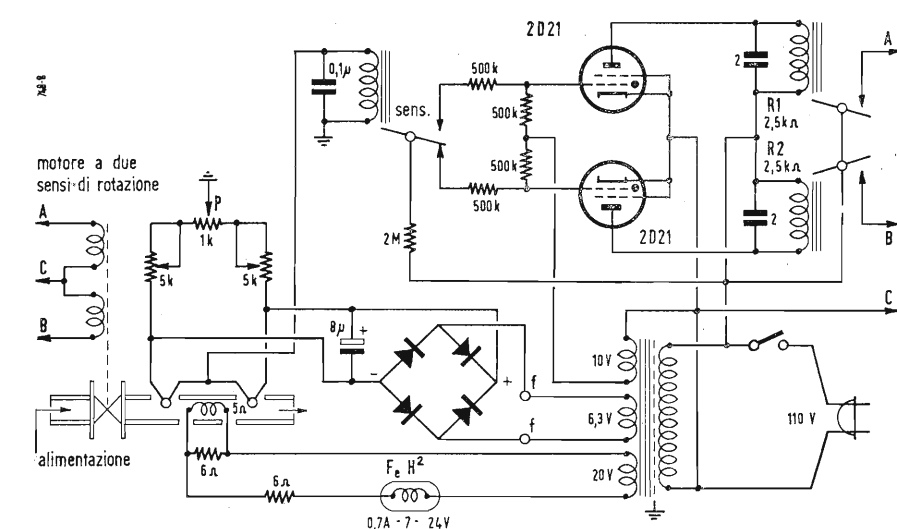 2D21
A
0,1µ
500k
2
768-8
sens.
500k
R1
2,5kΩ
R2
2,5kΩ
motore a due
sensi di rotazione
500k
P
500k
2
B
A
1k
2M
2D21
5k
5k
C
C
8µ
+
B
10V
-
+
f
5Ω
6,3V
110 V
f
alimentazione
6Ω
Fe H²
20V
6Ω
0,7A - 7 - 24V